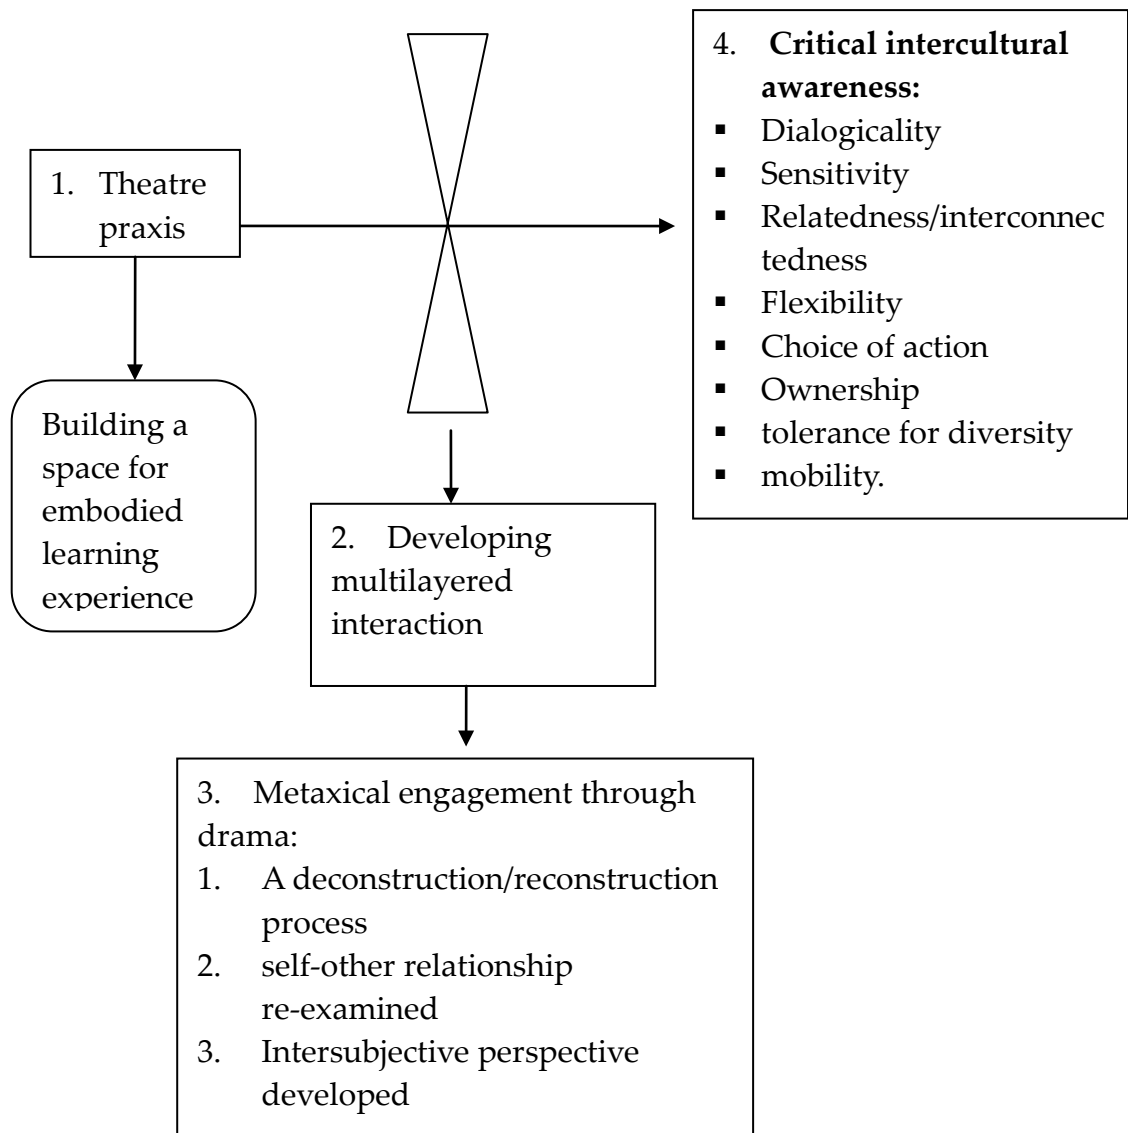 1. Theatre
praxis
Building a
space for
embodied
learning
experience
2. Developing
multilayered
interaction
3. Metaxical engagement through
drama:
1. A deconstruction/reconstruction
process
2. self-other relationship
re-examined
3. Intersubjective perspective
developed
4. Critical intercultural
awareness:
▪ Dialogicality
▪ Sensitivity
▪ Relatedness/interconnec
tedness
▪ Flexibility
▪ Choice of action
▪ Ownership
▪ tolerance for diversity
▪ mobility.